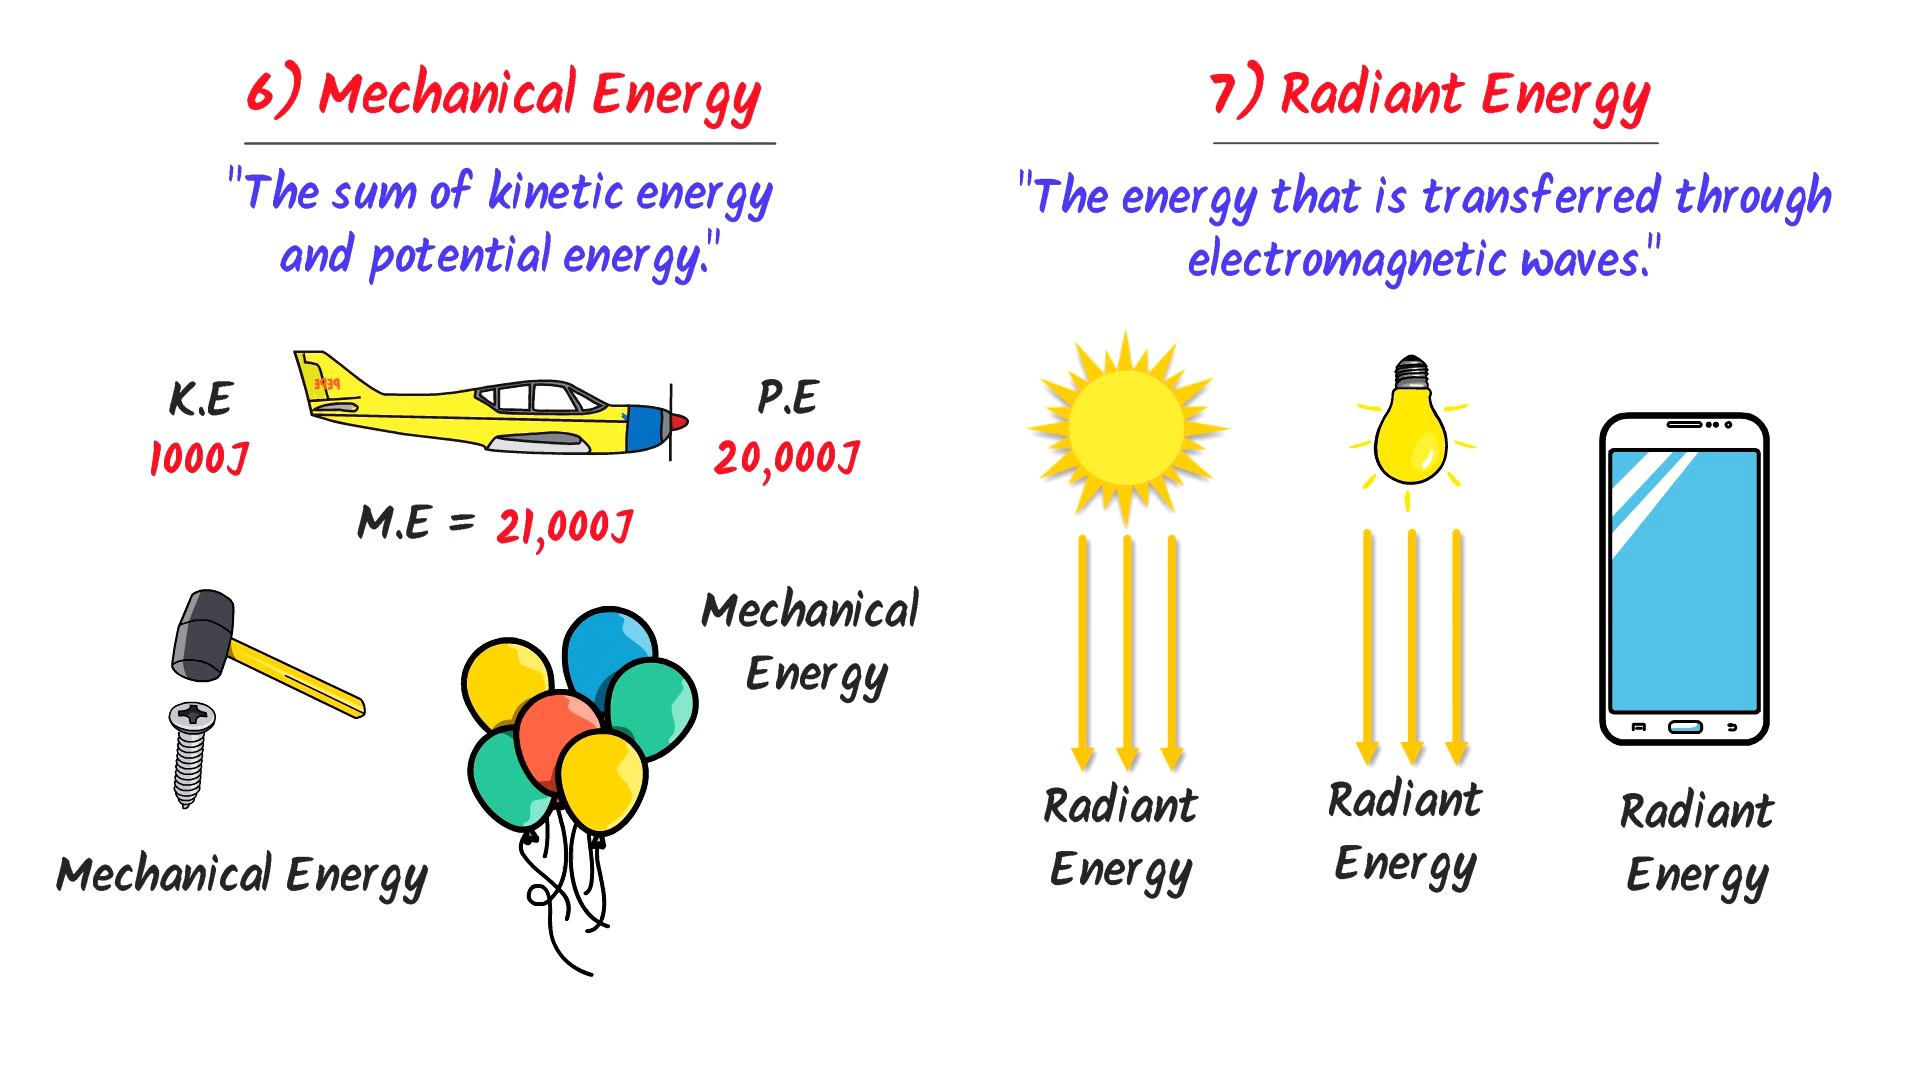 6) Mechanical Energy
"The sum of kinetic energy
and potential energy."
K.E
1000J
P.E
20,000J
M.E = 21,000J
Mechanical
Energy
Mechanical Energy
7) Radiant Energy
"The energy that is transferred through
electromagnetic waves."
Radiant
Energy
Radiant
Energy
Radiant
Energy